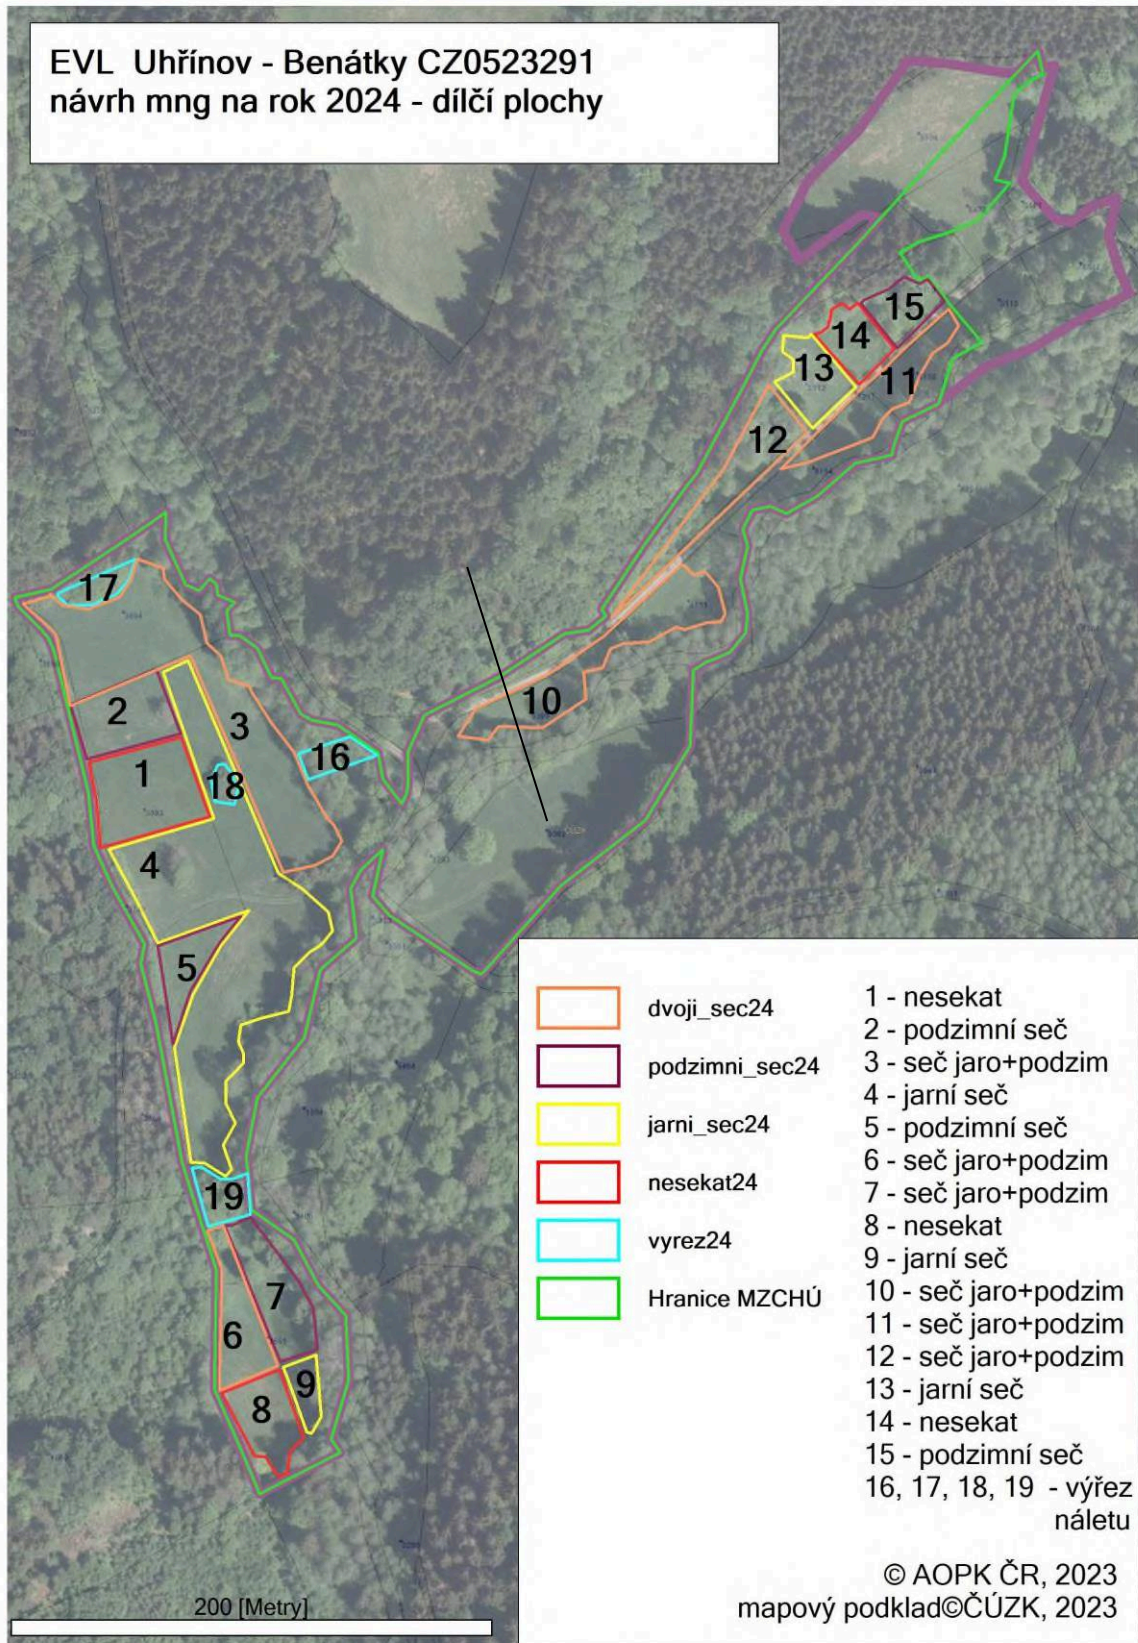 EVL Uhřínov - Benátky CZ0523291
návrh mng na rok 2024 - dílčí plochy
15
14
13
11
12
17
10
2
3
16
1
18
4
5
19
7
6
9
8
dvoji_sec24
podzimni_sec24
jarni_sec24
nesekat24
vyrez24
Hranice MZCHÚ
1 - nesekat
2 - podzimní seč
3 - seč jaro+podzim
4 - jarní seč
5 - podzimní seč
6 - seč jaro+podzim
7 - seč jaro+podzim
8 - nesekat
9 - jarní seč
10 - seč jaro+podzim
11 - seč jaro+podzim
12 - seč jaro+podzim
13 - jarní seč
14 - nesekat
15 - podzimní seč
16, 17, 18, 19 - výřez
náletu
© AOPK ČR, 2023
mapový podklad©ČÚZK, 2023
200 [Metry]